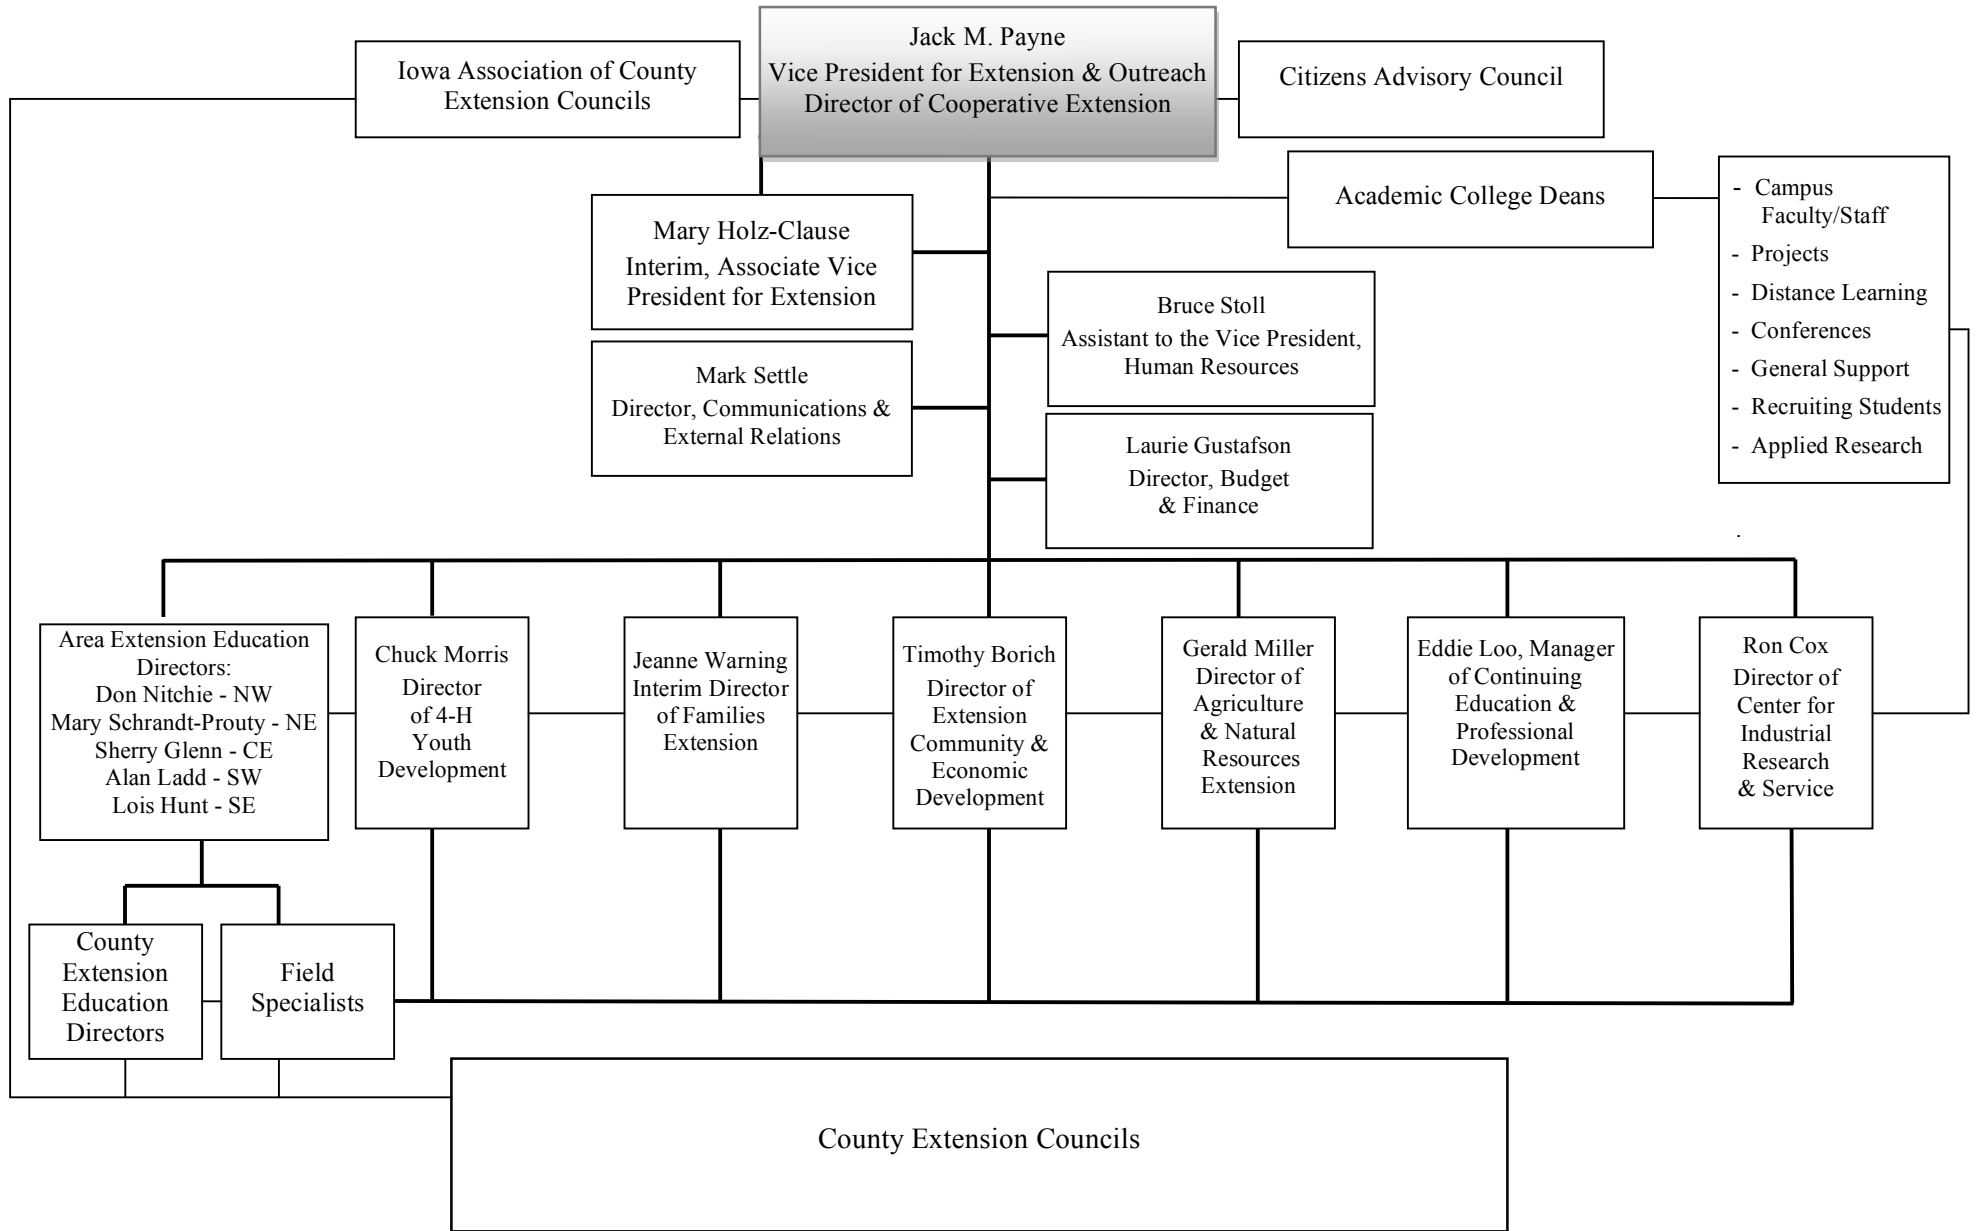 Jack M. Payne
Vice President for Extension & Outreach
Director of Cooperative Extension
Iowa Association of County
Extension Councils
Citizens Advisory Council
Academic College Deans
- Campus
Faculty/Staff
- Projects
- Distance Learning
- Conferences
- General Support
- Recruiting Students
- Applied Research
Mary Holz-Clause
Interim, Associate Vice
President for Extension
Bruce Stoll
Assistant to the Vice President,
Human Resources
Mark Settle
Director, Communications &
External Relations
Laurie Gustafson
Director, Budget
& Finance
Area Extension Education
Directors:
Don Nitchie - NW
Mary Schrandt-Prouty - NE
Sherry Glenn - CE
Alan Ladd - SW
Lois Hunt - SE
Chuck Morris
Director
of 4-H
Youth
Development
Jeanne Warning
Interim Director
of Families
Extension
Timothy Borich
Director of
Extension
Community &
Economic
Development
Gerald Miller
Director of
Agriculture
& Natural
Resources
Extension
Eddie Loo, Manager
of Continuing
Education &
Professional
Development
Ron Cox
Director of
Center for
Industrial
Research
& Service
County
Extension
Education
Directors
Field
Specialists
County Extension Councils